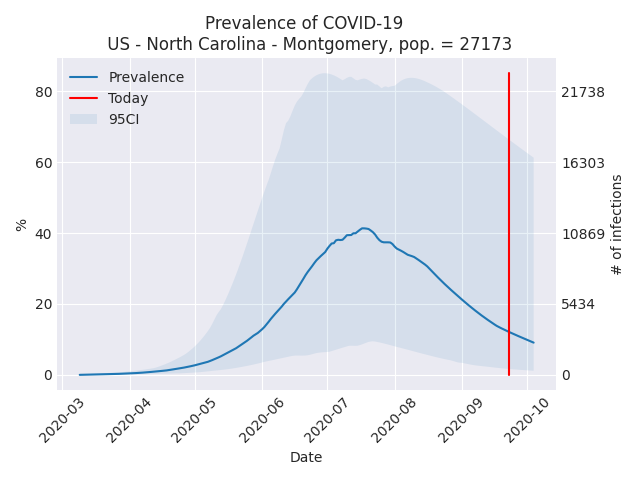 Prevalence of COVID-19
US - North Carolina - Montgomery, pop. = 27173
Prevalence
Today
95CI
80
60
40
20
0
%
21738
16303
10869
5434
0
# of infections
2020-03
2020-04
2020-05
2020-06
2020-07
2020-08
2020-09
2020-10
Date